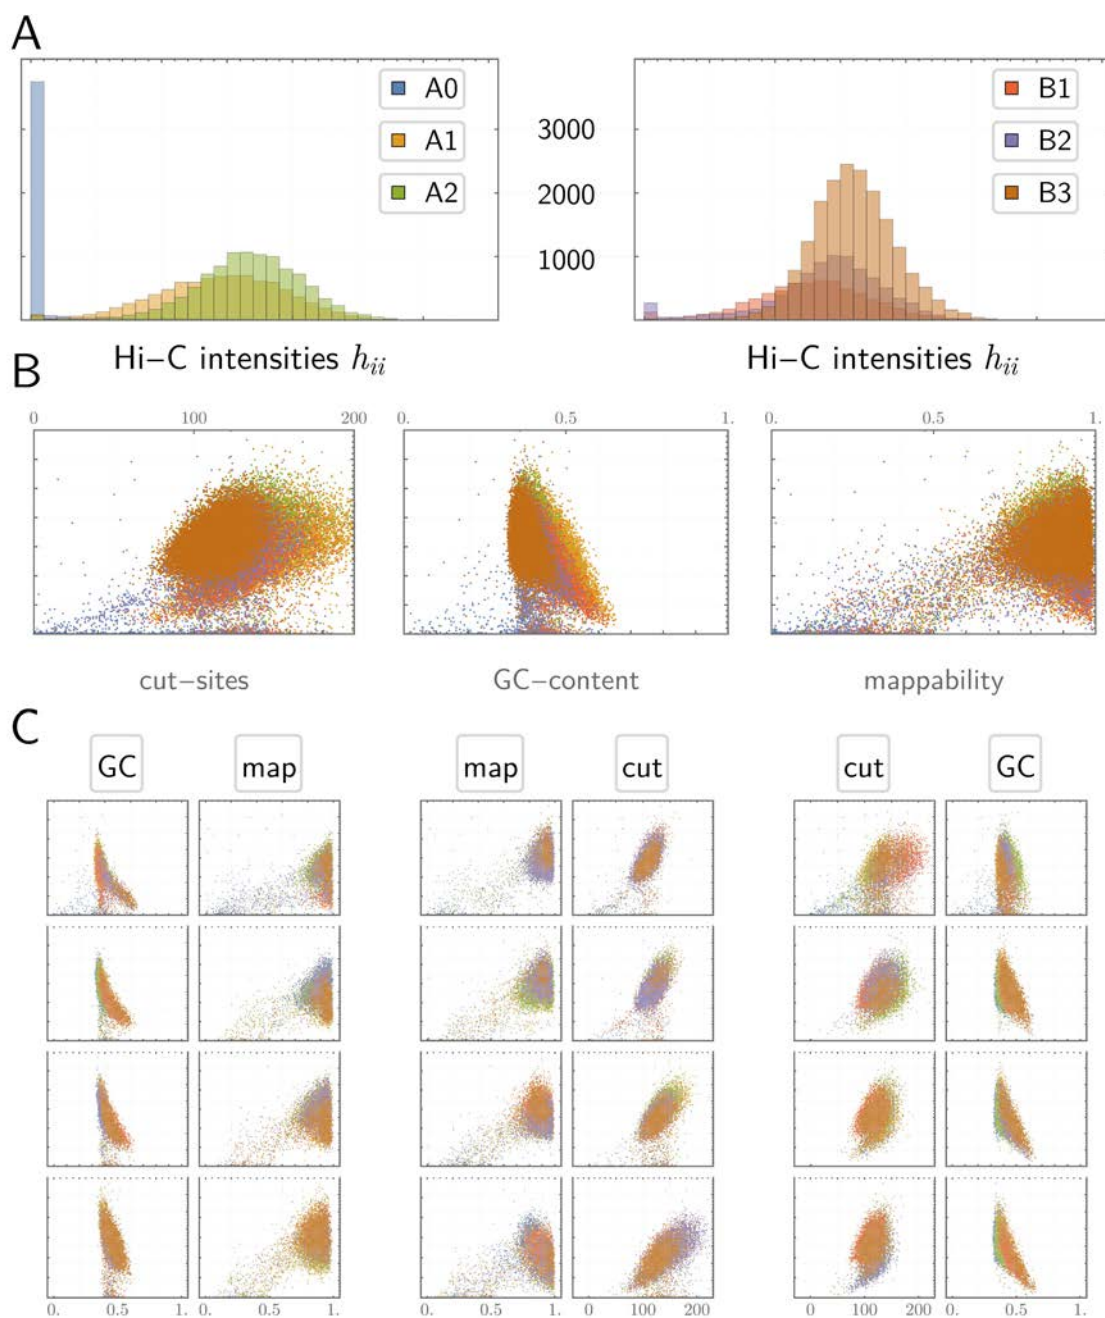 A
A0
A1
A2
3000
2000
1000
B1
B2
B3
Hi–C intensities hii
Hi–C intensities hii
B
0 100 200
0. 0.5 1.
0. 0.5 1.
cut–sites
GC–content
mappability
C
GC map map cut cut GC
0. 0.5 1. 0. 0.5 1. 0. 0.5 1. 0 100 200 0 100 200 0. 0.5 1.